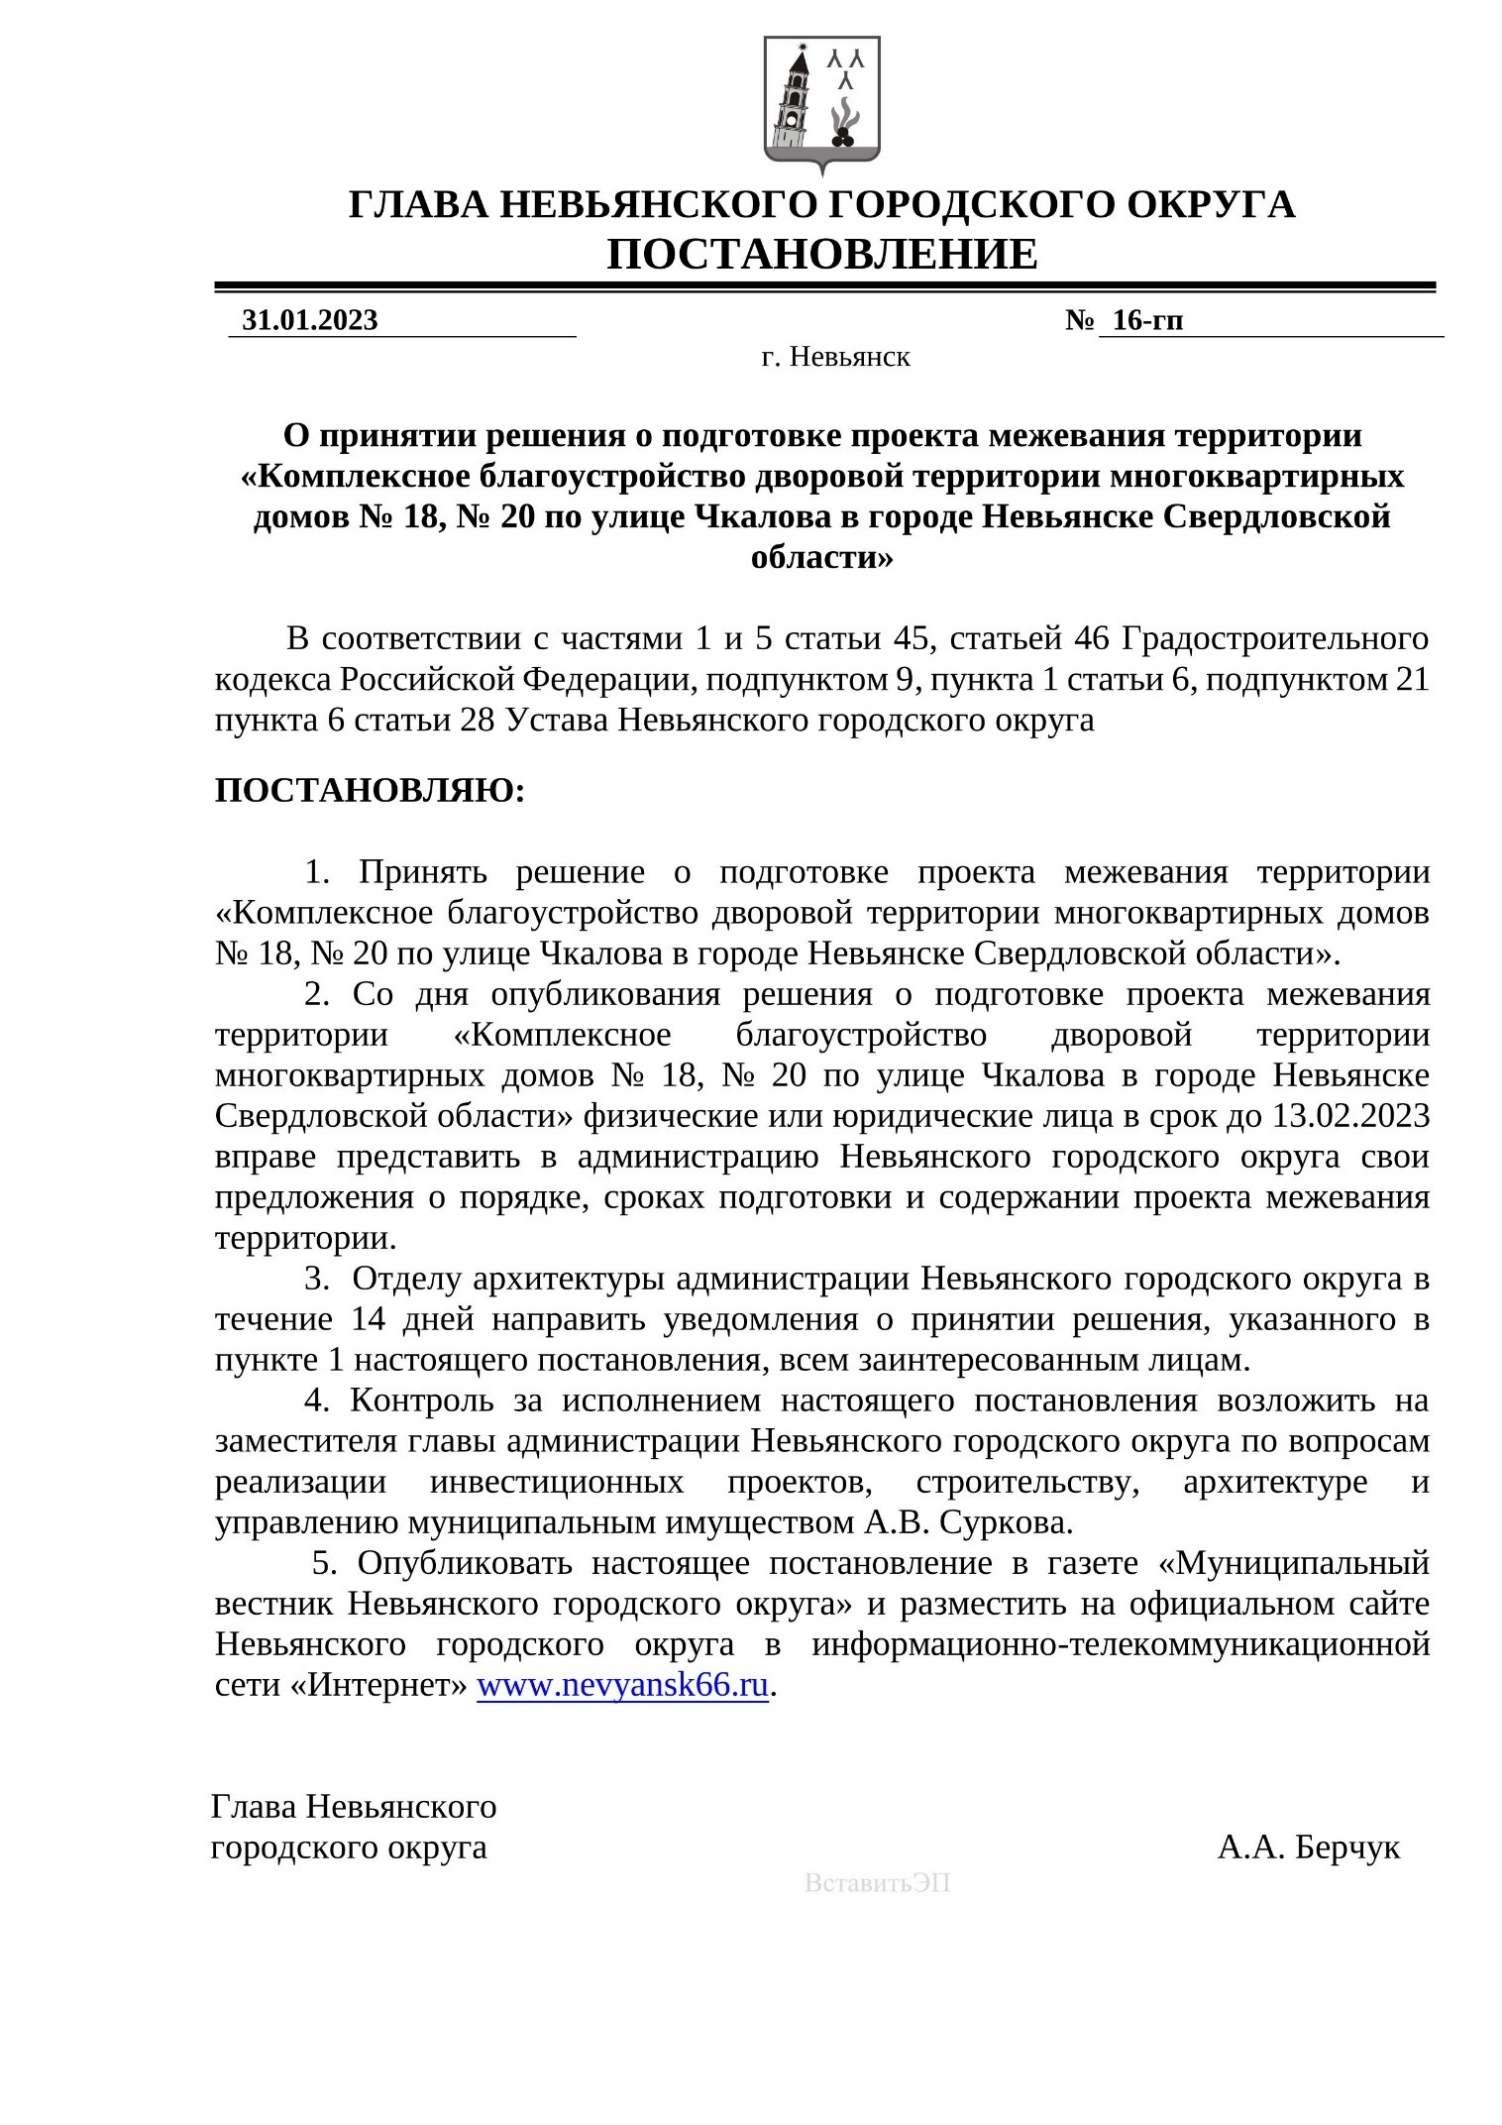 ГЛАВА НЕВЬЯНСКОГО ГОРОДСКОГО ОКРУГА
ПОСТАНОВЛЕНИЕ
31.01.2023 № 16-гп
г. Невьянск
О принятии решения о подготовке проекта межевания территории
«Комплексное благоустройство дворовой территории многоквартирных
домов № 18, № 20 по улице Чкалова в городе Невьянске Свердловской
области»
В соответствии с частями 1 и 5 статьи 45, статьей 46 Градостроительного
кодекса Российской Федерации, подпунктом 9, пункта 1 статьи 6, подпунктом 21
пункта 6 статьи 28 Устава Невьянского городского округа
ПОСТАНОВЛЯЮ:
1. Принять решение о подготовке проекта межевания территории
«Комплексное благоустройство дворовой территории многоквартирных домов
№ 18, № 20 по улице Чкалова в городе Невьянске Свердловской области».
2. Со дня опубликования решения о подготовке проекта межевания
территории «Комплексное благоустройство дворовой территории
многоквартирных домов № 18, № 20 по улице Чкалова в городе Невьянске
Свердловской области» физические или юридические лица в срок до 13.02.2023
вправе представить в администрацию Невьянского городского округа свои
предложения о порядке, сроках подготовки и содержании проекта межевания
территории.
3. Отделу архитектуры администрации Невьянского городского округа в
течение 14 дней направить уведомления о принятии решения, указанного в
пункте 1 настоящего постановления, всем заинтересованным лицам.
4. Контроль за исполнением настоящего постановления возложить на
заместителя главы администрации Невьянского городского округа по вопросам
реализации инвестиционных проектов, строительству, архитектуре и
управлению муниципальным имуществом А.В. Суркова.
5. Опубликовать настоящее постановление в газете «Муниципальный
вестник Невьянского городского округа» и разместить на официальном сайте
Невьянского городского округа в информационно-телекоммуникационной
сети «Интернет» www.nevyansk66.ru.
Глава Невьянского
городского округа А.А. Берчук
ВставитьЭП